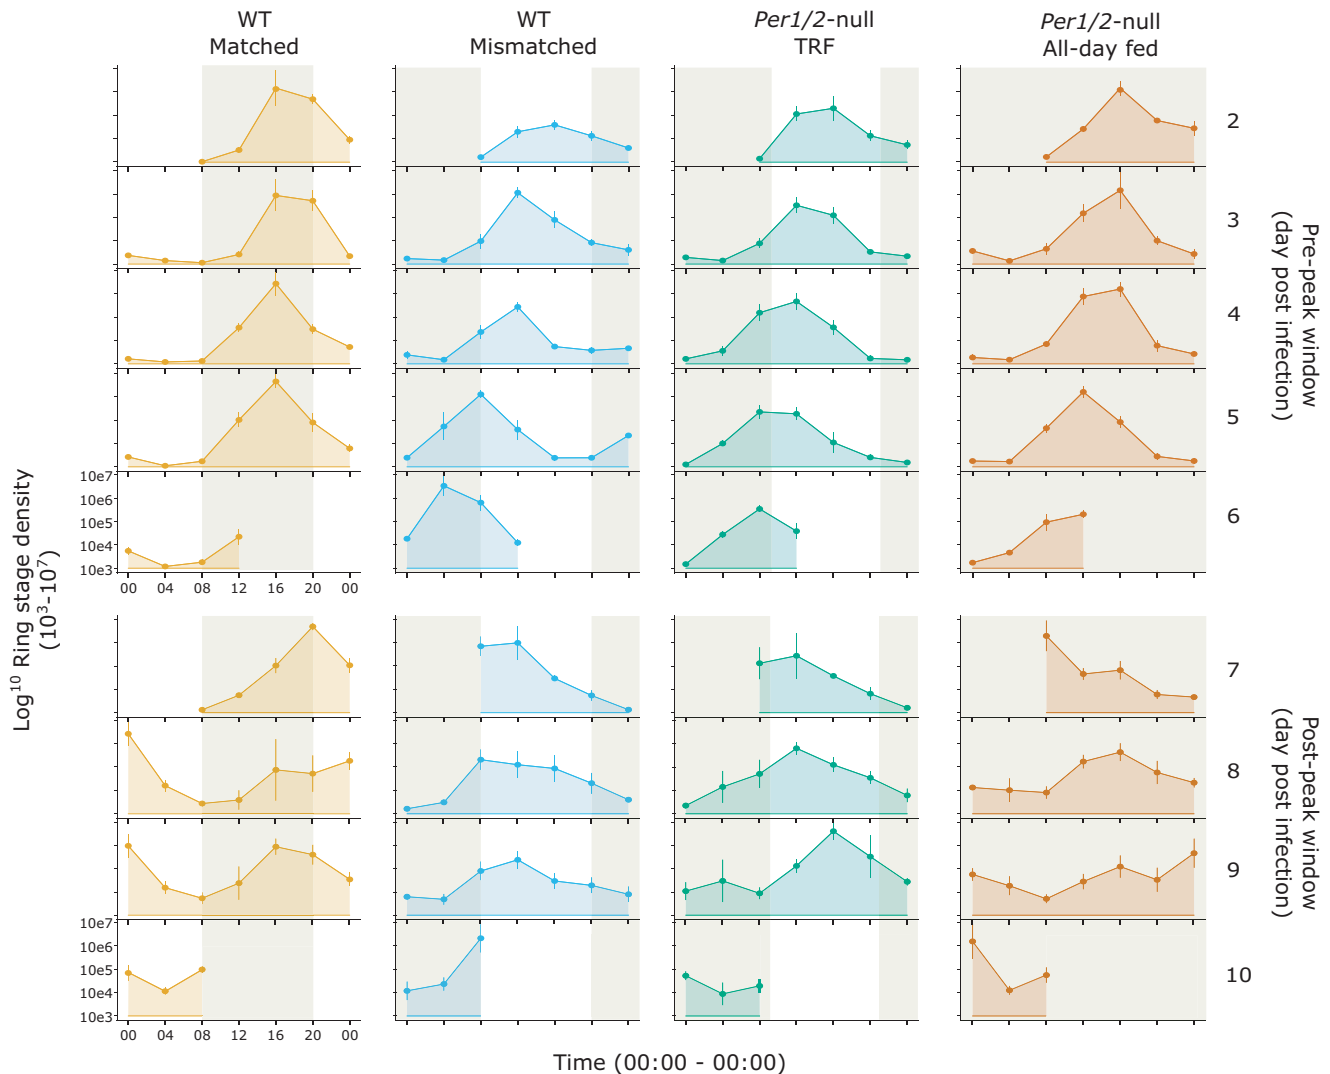 WT
Matched
WT
Mismatched
Per1/2-null
TRF
Per1/2-null
All-day fed
2
3
4
5
6
Pre-peak window
(day post infection)
10e7
10e6
10e5
10e4
10e3
00 04 08 12 16 20 00
Log¹⁰ Ring stage density
(10³-10⁷)
7
8
9
10
Post-peak window
(day post infection)
10e7
10e6
10e5
10e4
10e3
00 04 08 12 16 20 00
Time (00:00 - 00:00)